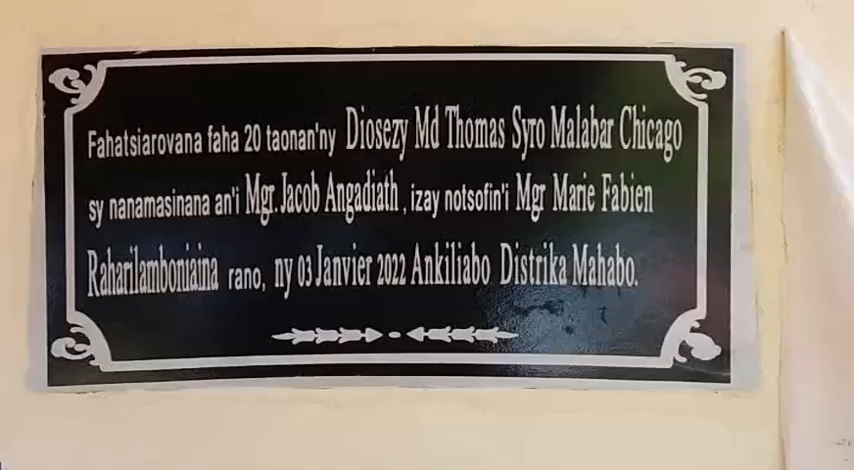 Fahatsiarovana faha 20 taonan'ny Diosezy Md Thomas Syro Malabar Chicago
sy nanamasinana an'i Mgr. Jacob Angadiath , izay notsofin'i Mgr Marie Fabien
Raharilamboniaina rano, ny 03 Janvier 2022 Ankiliabo Distrika Mahabo.